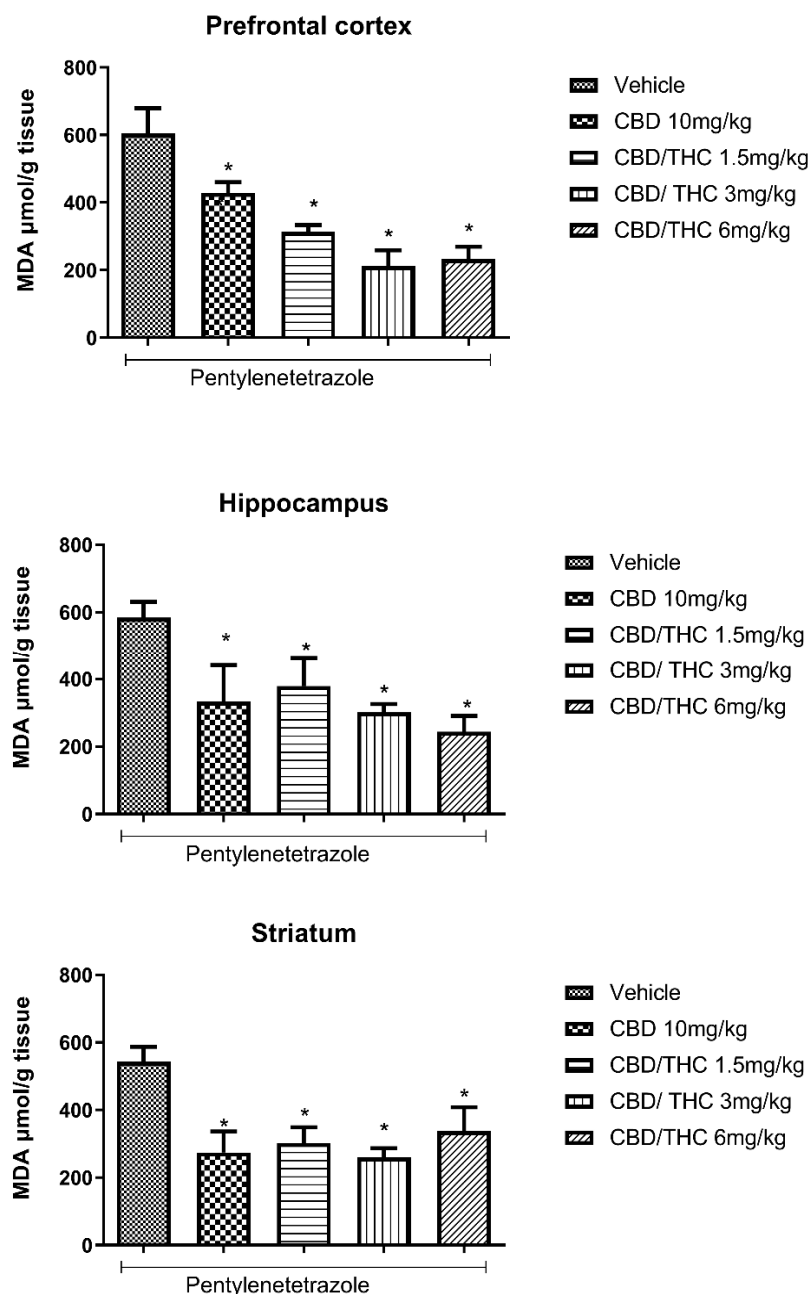 Prefrontal cortex
MDA µmol/g tissue
800
600
400
200
0
*
*
*
*
Pentylenetetrazole
Vehicle
CBD 10mg/kg
CBD/THC 1.5mg/kg
CBD/ THC 3mg/kg
CBD/THC 6mg/kg
Hippocampus
MDA µmol/g tissue
800
600
400
200
0
*
*
*
*
Pentylenetetrazole
Vehicle
CBD 10mg/kg
CBD/THC 1.5mg/kg
CBD/ THC 3mg/kg
CBD/THC 6mg/kg
Striatum
MDA µmol/g tissue
800
600
400
200
0
*
*
*
*
Pentylenetetrazole
Vehicle
CBD 10mg/kg
CBD/THC 1.5mg/kg
CBD/ THC 3mg/kg
CBD/THC 6mg/kg